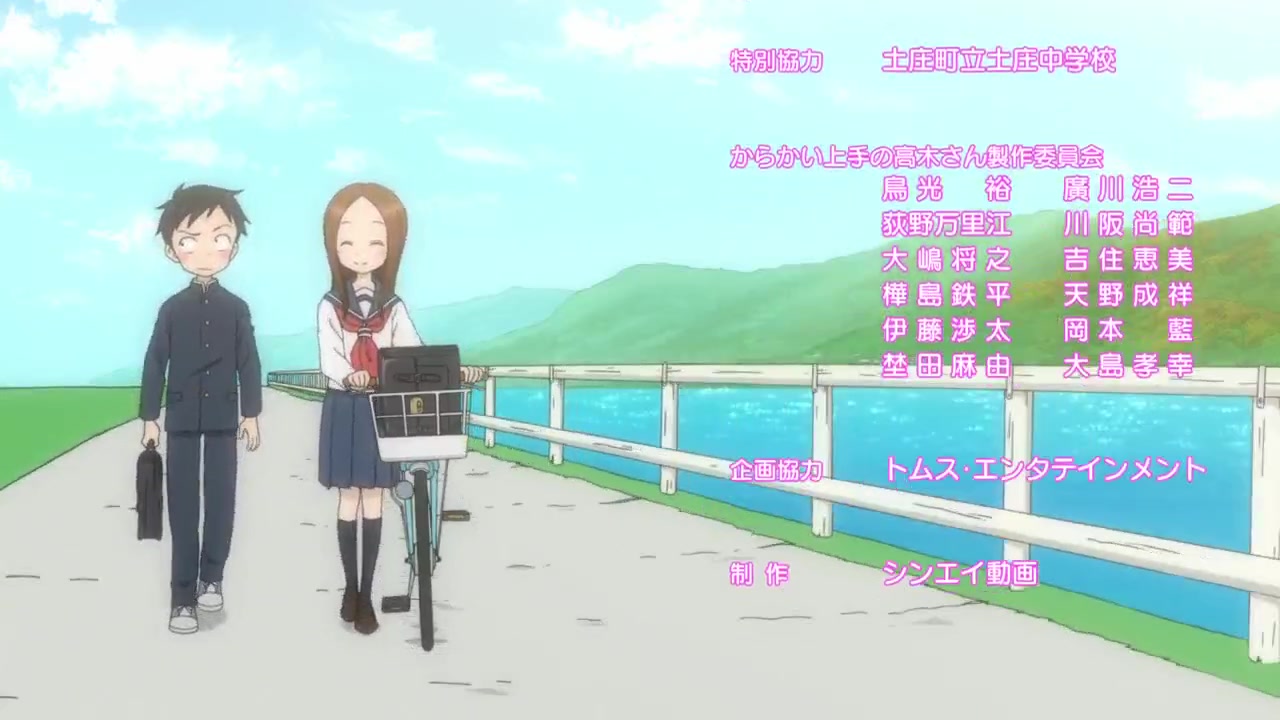 特別協力 土庄町立土庄中学校
からかい上手の高木さん製作委員会
鳥光 裕 廣川浩二
荻野万里江 川阪尚範
大嶋将之 吉住恵美
樺島鉄平 天野成祥
伊藤渉太 岡本 藍
埜田麻由 大島孝幸
企画協力 トムス・エンタテインメント
制作 シンエイ動画